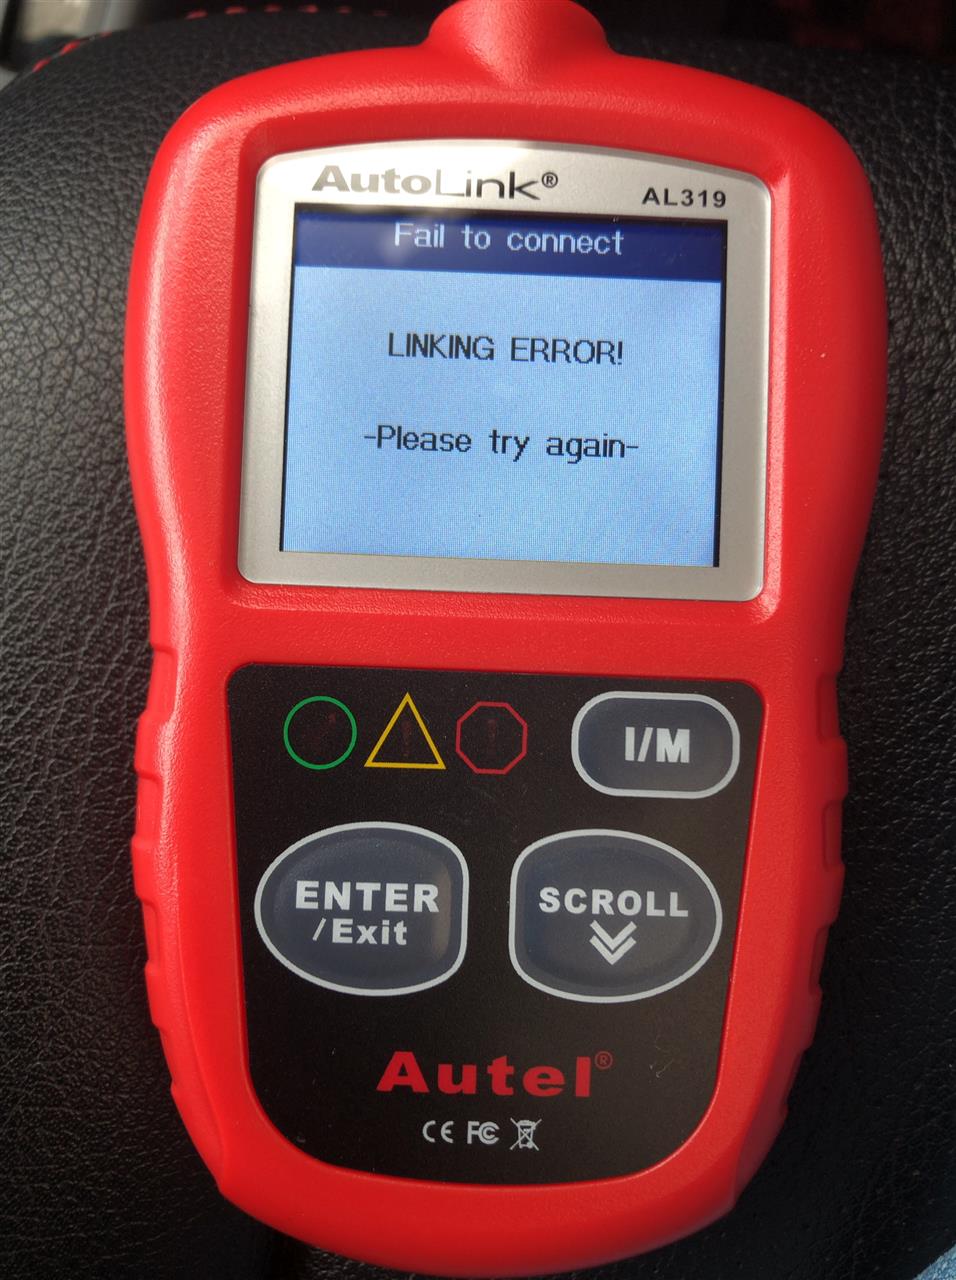 AutoLink®
AL319
Fail to connect
LINKING ERROR!
-Please try again-
I/M
ENTER
/Exit
SCROLL
Autel®
CE FC